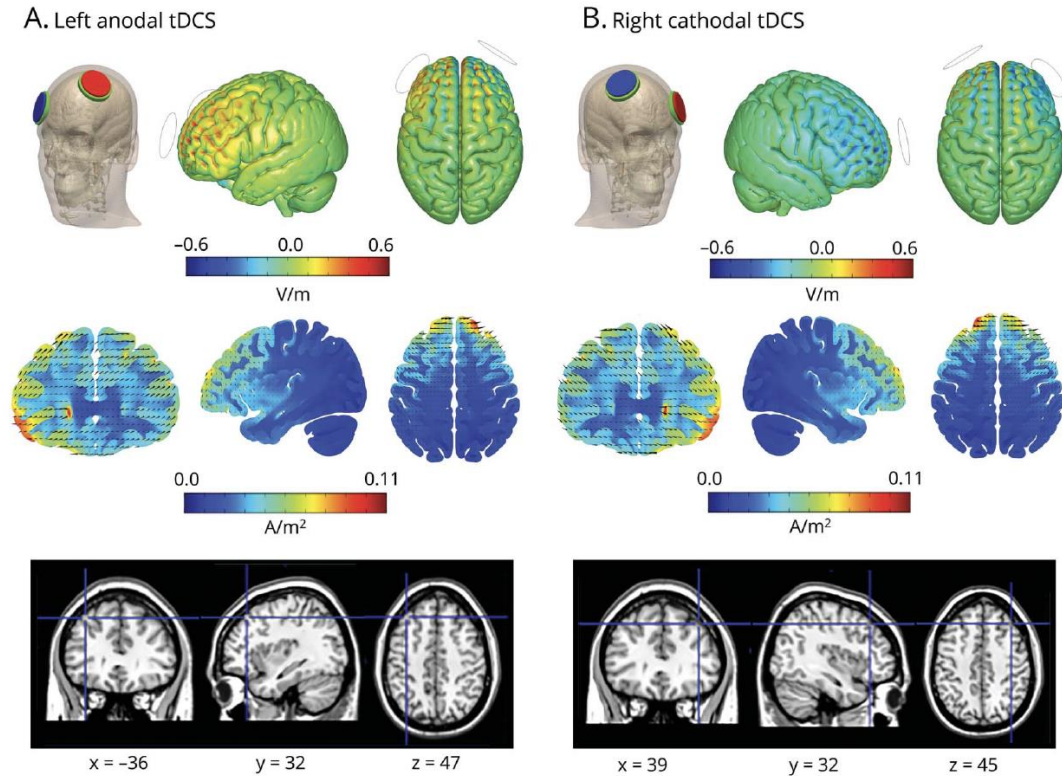 A. Left anodal tDCS
B. Right cathodal tDCS
−0.6 0.0 0.6
V/m
−0.6 0.0 0.6
V/m
0.0 0.11
A/m²
0.0 0.11
A/m²
x = −36 y = 32 z = 47
x = 39 y = 32 z = 45